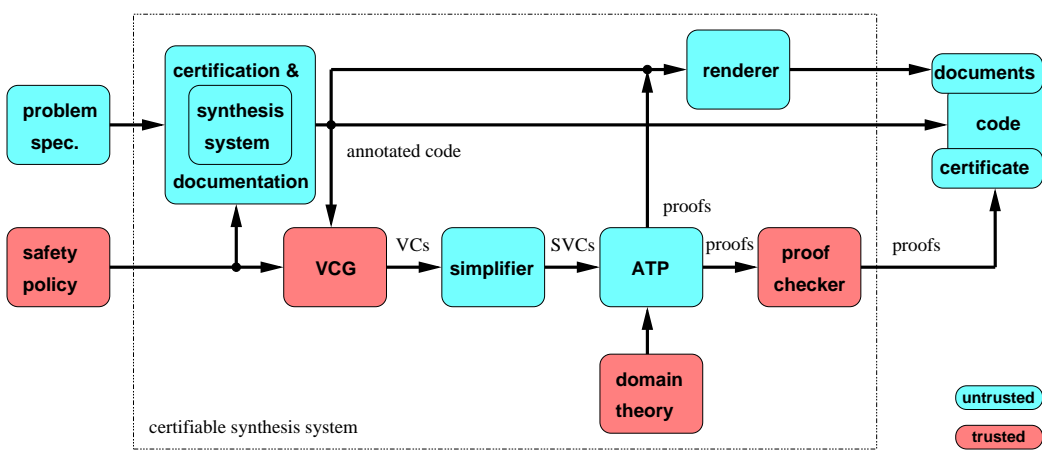 certification &
synthesis
system
documentation
renderer
documents
code
certificate
problem
spec.
annotated code
proofs
safety
policy
VCG
VCs
simplifier
SVCs
ATP
proofs
proof
checker
proofs
domain
theory
certifiable synthesis system
untrusted
trusted